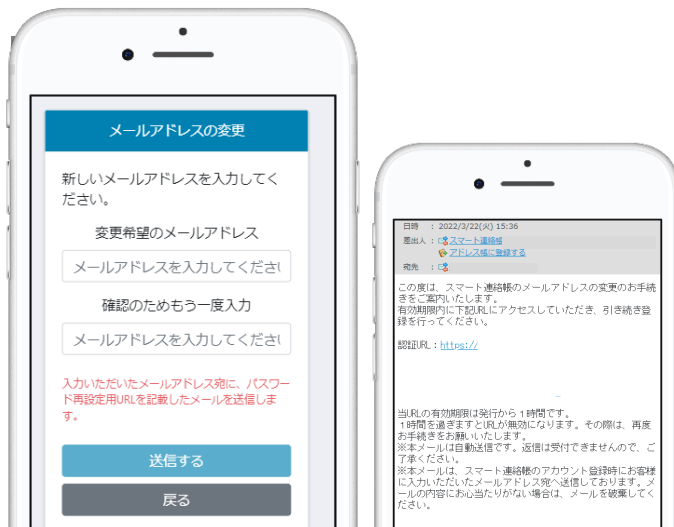 メールアドレスの変更
新しいメールアドレスを入力してく
ださい。
変更希望のメールアドレス
メールアドレスを入力してくださ
確認のためもう一度入力
メールアドレスを入力してくださ
入力いただいたメールアドレス宛に、パスワー
ド再設定用URLを記載したメールを送信しま
す。
送信する
戻る
日時 : 2022/3/22(火) 15:36
差出人 : スマート連絡帳
アドレス帳に登録する
宛先 :
この度は、スマート連絡帳のメールアドレスの変更のお手続
きをご案内いたします。
有効期限内に下記URLにアクセスしていただき、引き続き登
録を行ってください。
認証URL : https://
当URLの有効期限は発行から1時間です。
1時間を過ぎますとURLが無効になります。その際は、再度
お手続きをお願いいたします。
※本メールは自動送信です。返信は受付できませんので、ご
了承ください。
※本メールは、スマート連絡帳のアカウント登録時にお客様
に入力いただいたメールアドレス宛へ送信しております。メ
ールの内容にお心当たりがない場合は、メールを破棄してく
ださい。